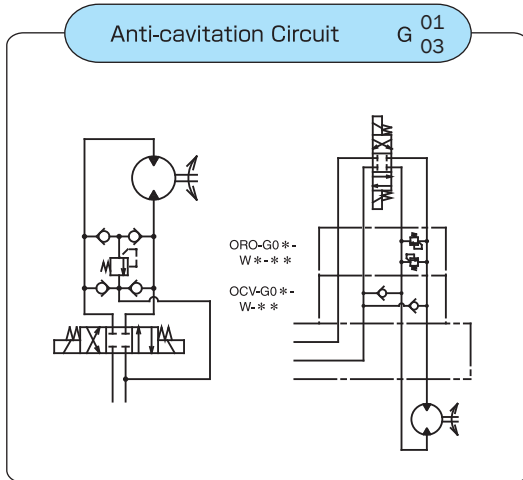 Anti-cavitation Circuit G 01
03
ORO-G0*-
W*-**
OCV-G0*-
W-**